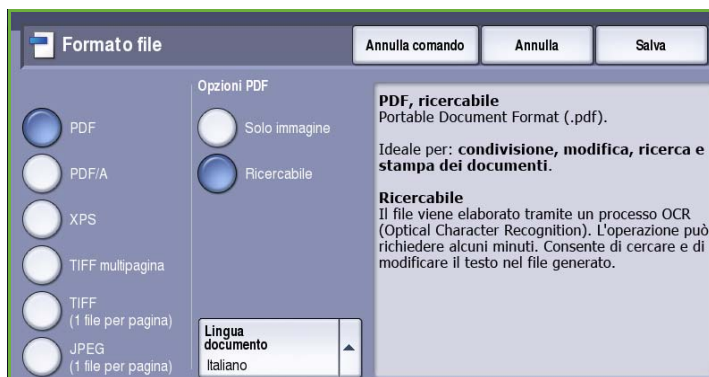 Formato file
Annulla comando
Annulla
Salva
PDF
PDF/A
XPS
TIFF multipagina
TIFF
(1 file per pagina)
JPEG
(1 file per pagina)
Opzioni PDF
Solo immagine
Ricercabile
Lingua
documento
Italiano
PDF, ricercabile
Portable Document Format (.pdf).
Ideale per: condivisione, modifica, ricerca e
stampa dei documenti.
Ricercabile
Il file viene elaborato tramite un processo OCR
(Optical Character Recognition). L'operazione può
richiedere alcuni minuti. Consente di cercare e di
modificare il testo nel file generato.